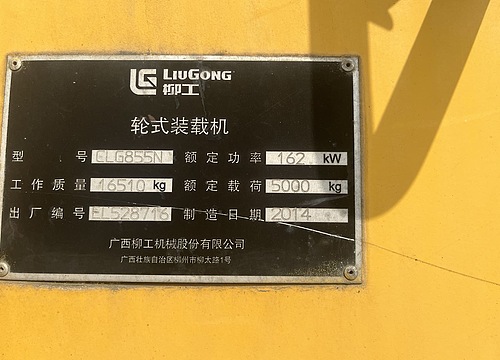 LIUGONG
柳工
轮式装载机
型 号 CLG855N 额定功率 162 kW
工作质量 16510 kg 额定载荷 5000 kg
出厂编号 EL528716 制造日期 2014
广西柳工机械股份有限公司
广西壮族自治区柳州市柳太路1号